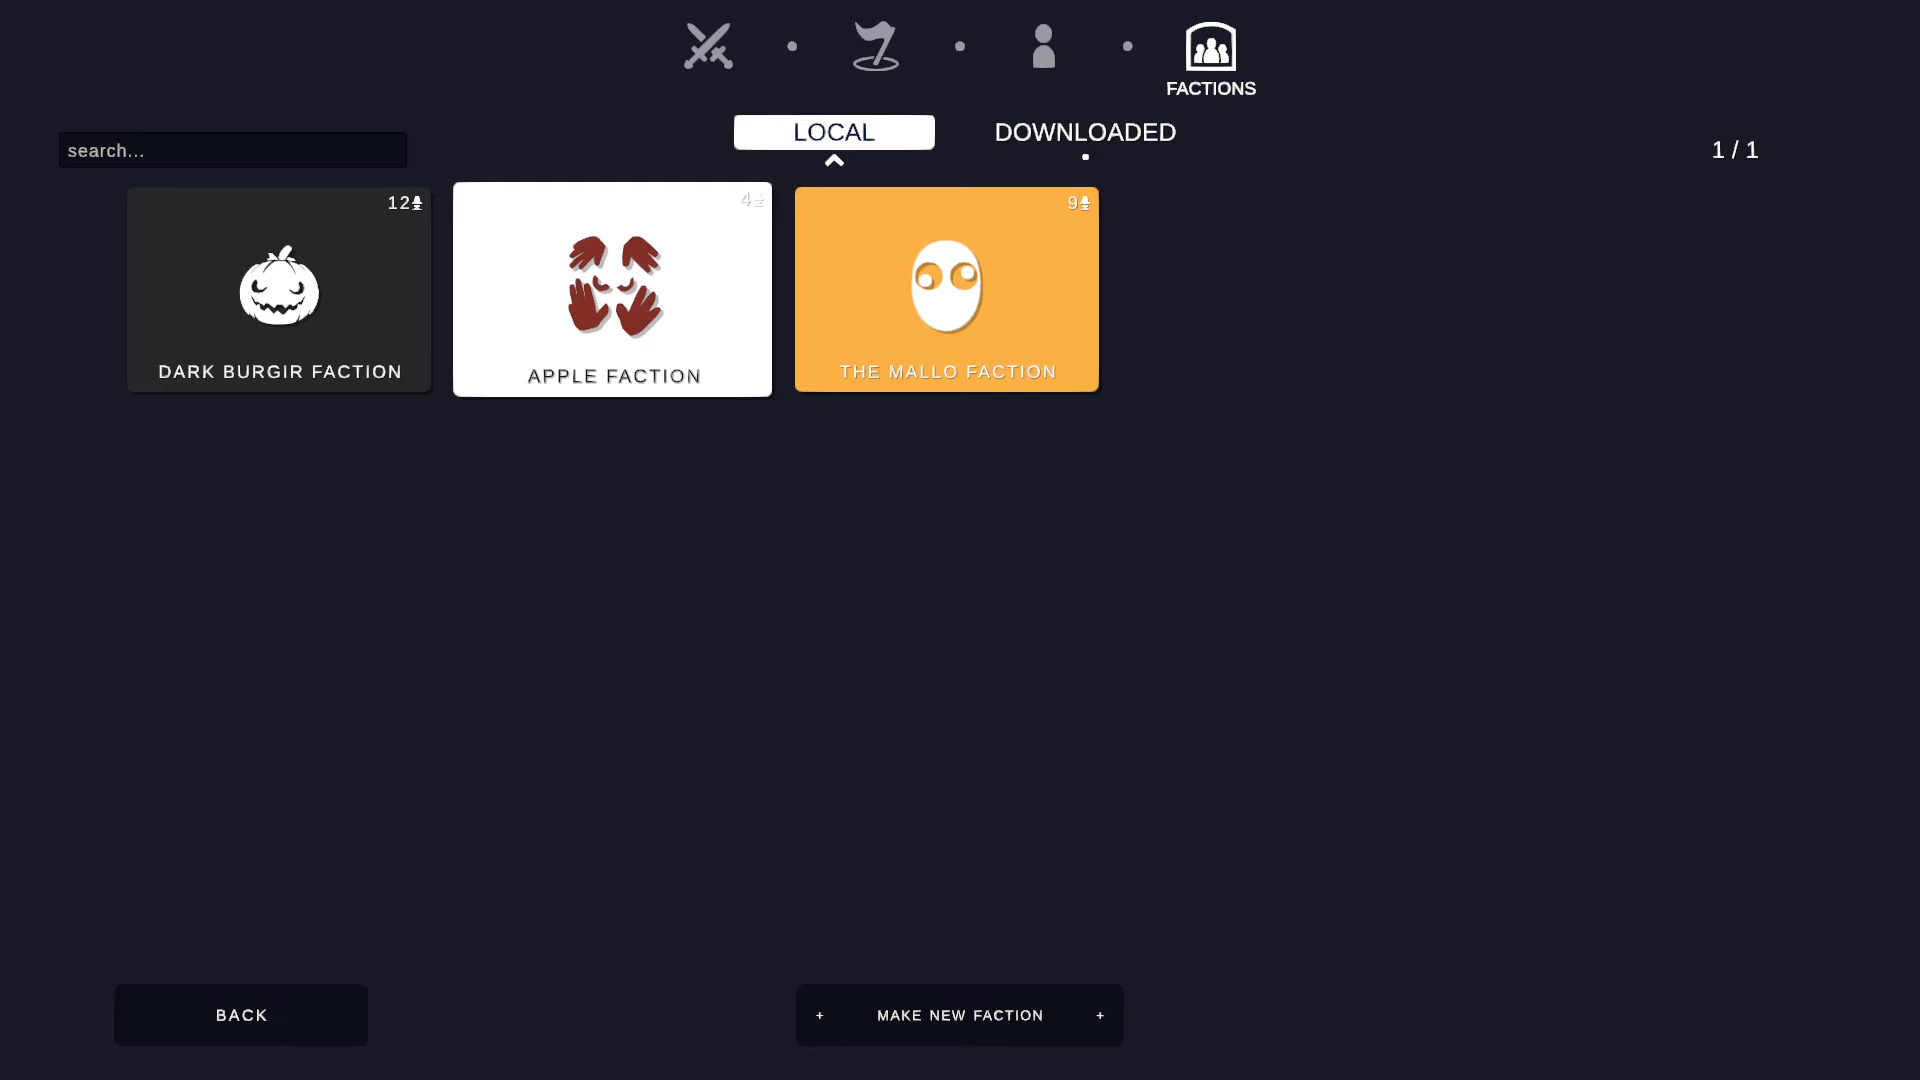 FACTIONS
LOCAL
DOWNLOADED
search...
1 / 1
12
4
9
DARK BURGIR FACTION
APPLE FACTION
THE MALLO FACTION
BACK
+ MAKE NEW FACTION +